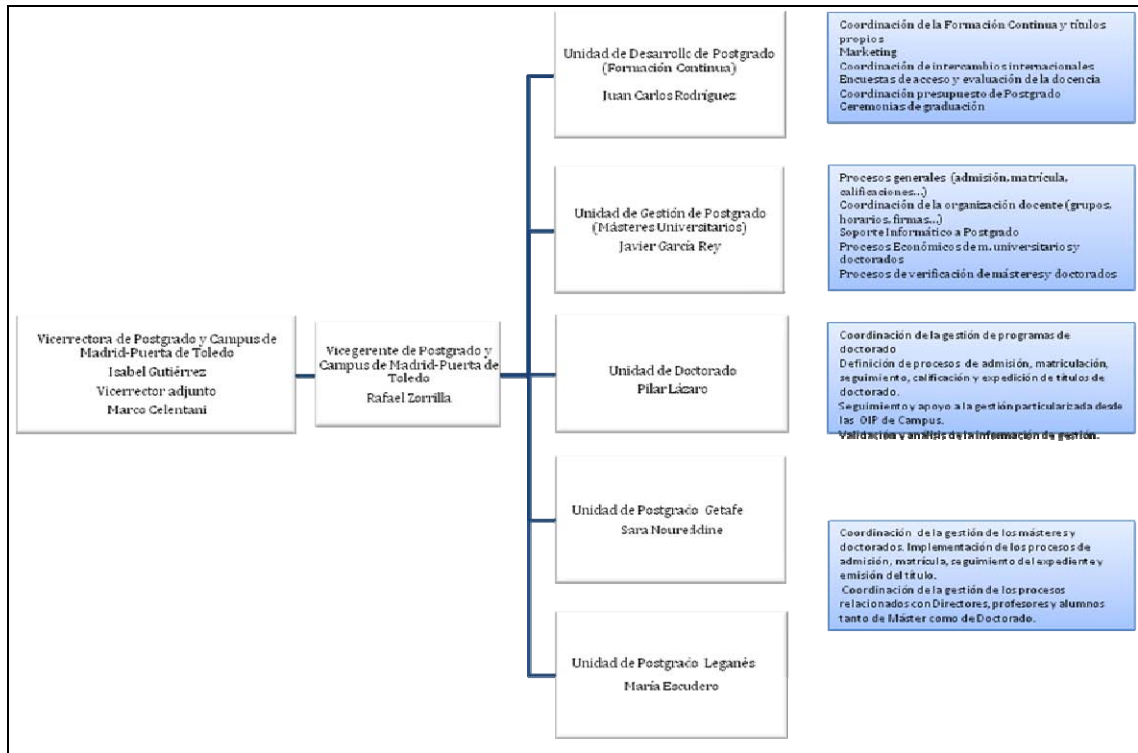 Vicerrectora de Postgrado y Campus de
Madrid-Puerta de Toledo
Isabel Gutiérrez
Vicerrector adjunto
Marco Celentani
Vicegerente de Postgrado y
Campus de Madrid-Puerta de
Toledo
Rafael Zorrilla
Unidad de Desarrollo de Postgrado
(Formación Continua)
Juan Carlos Rodríguez
Coordinación de la Formación Continua y títulos
propios
Marketing
Coordinación de intercambios internacionales
Encuestas de acceso y evaluación de la docencia
Coordinación presupuesto de Postgrado
Ceremonias de graduación
Unidad de Gestión de Postgrado
(Másteres Universitarios)
Javier García Rey
Procesos generales (admisión, matrícula,
calificaciones...)
Coordinación de la organización docente (grupos,
horarios, firmas...)
Soporte Informático a Postgrado
Procesos Económicos de m. universitarios y
doctorados
Procesos de verificación de másteres y doctorados
Unidad de Doctorado
Pilar Lázaro
Coordinación de la gestión de programas de
doctorado
Definición de procesos de admisión, matriculación,
seguimiento, calificación y expedición de títulos de
doctorado.
Seguimiento y apoyo a la gestión particularizada desde
las OIP de Campus.
Validación y análisis de la información de gestión.
Unidad de Postgrado Getafe
Sara Noureddine
Unidad de Postgrado Leganés
María Escudero
Coordinación de la gestión de los másteres y
doctorados. Implementación de los procesos de
admisión, matrícula, seguimiento del expediente y
emisión del título.
Coordinación de la gestión de los procesos
relacionados con Directores, profesores y alumnos
tanto de Máster como de Doctorado.